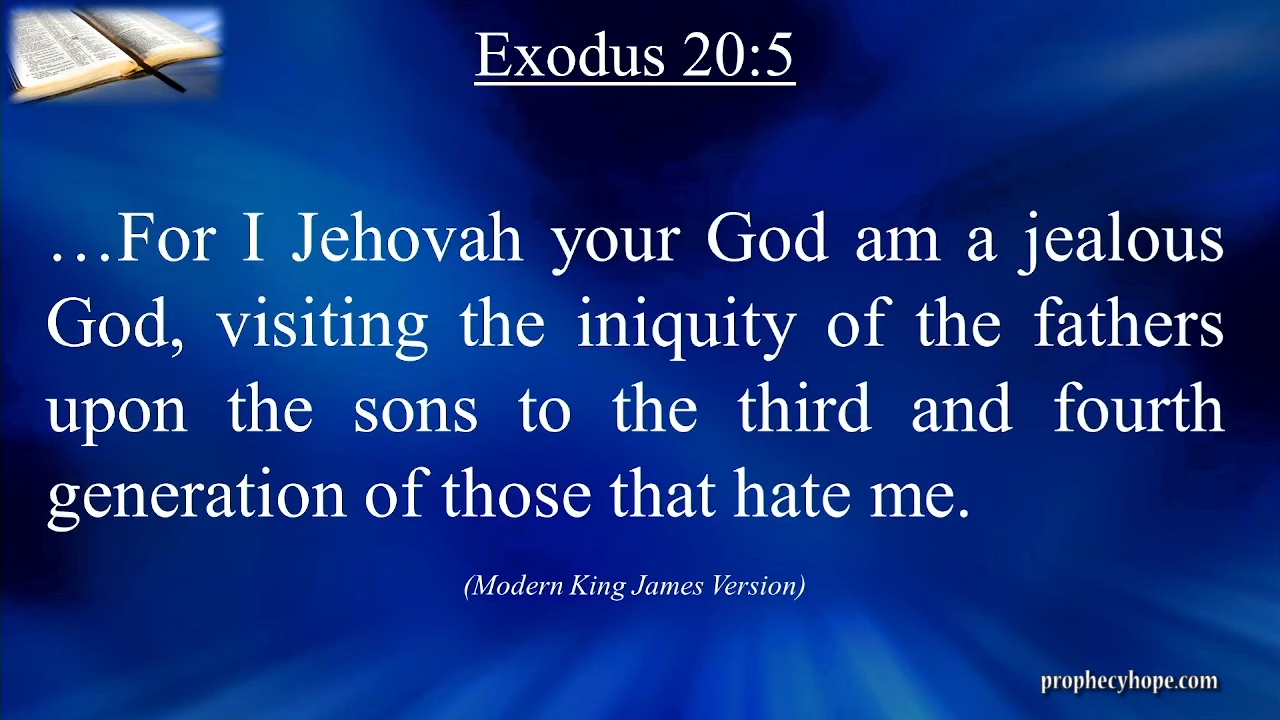 Exodus 20:5
…For I Jehovah your God am a jealous
God, visiting the iniquity of the fathers
upon the sons to the third and fourth
generation of those that hate me.
(Modern King James Version)
prophecyhope.com